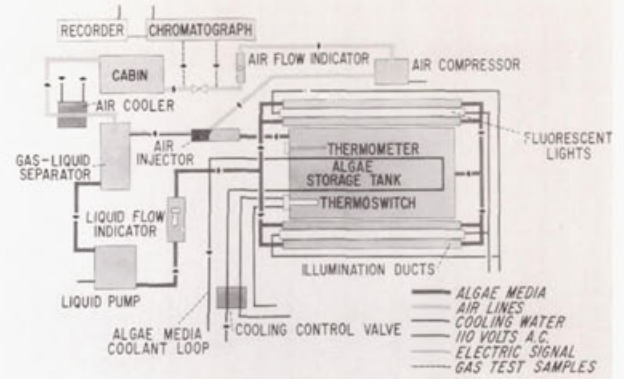 RECORDER
CHROMATOGRAPH
AIR FLOW INDICATOR
CABIN
AIR COMPRESSOR
AIR COOLER
AIR
INJECTOR
FLUORESCENT
LIGHTS
GAS-LIQUID
SEPARATOR
THERMOMETER
ALGAE
STORAGE TANK
THERMOSWITCH
LIQUID FLOW
INDICATOR
ILLUMINATION DUCTS
LIQUID PUMP
ALGAE MEDIA
COOLANT LOOP
COOLING CONTROL VALVE
ALGAE MEDIA
AIR LINES
COOLING WATER
110 VOLTS A.C.
ELECTRIC SIGNAL
GAS TEST SAMPLES